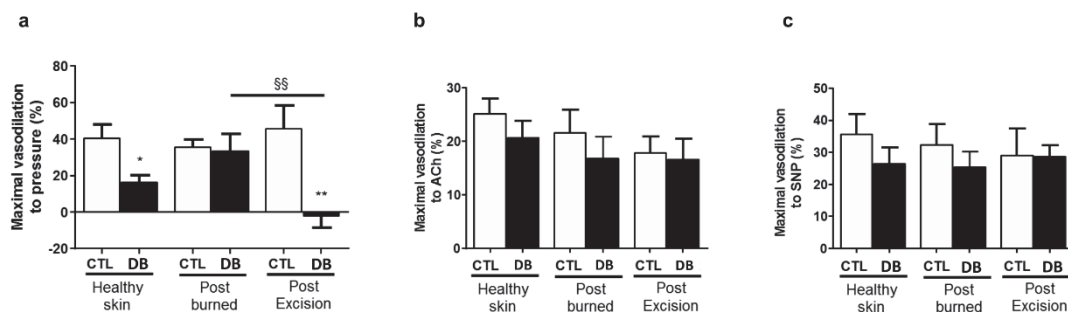 a
Maximal vasodilation
to pressure (%)
80
60
40
20
0
-20
*
§§
**
CTL DB CTL DB CTL DB
Healthy
skin
Post
burned
Post
Excision
b
Maximal vasodilation
to ACh (%)
30
20
10
0
CTL DB CTL DB CTL DB
Healthy
skin
Post
burned
Post
Excision
c
Maximal vasodilation
to SNP (%)
50
40
30
20
10
0
CTL DB CTL DB CTL DB
Healthy
skin
Post
burned
Post
Excision